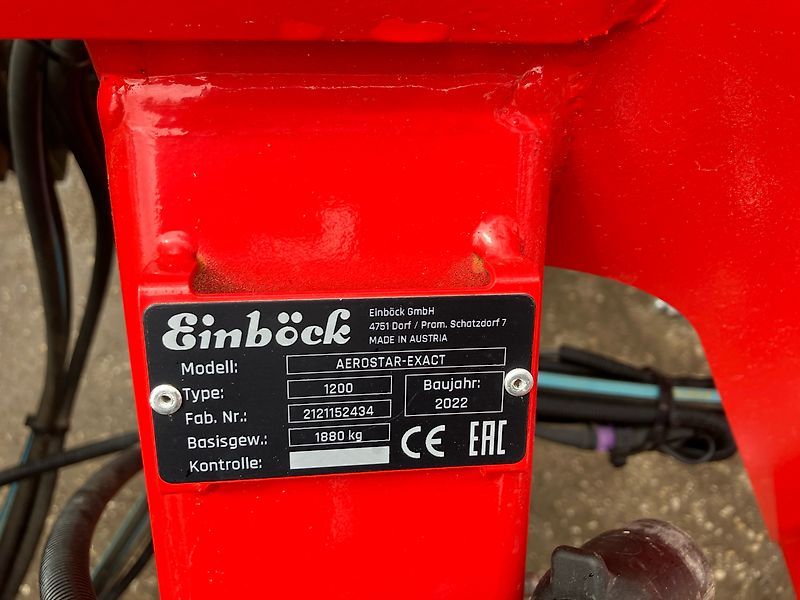 Einböck
Einböck GmbH
4751 Dorf / Pram, Schatzdorf 7
MADE IN AUSTRIA
Modell: AEROSTAR-EXACT
Type: 1200
Baujahr:
2022
Fab. Nr.: 2121152434
Basisgew.: 1880 kg
Kontrolle:
CE EAC